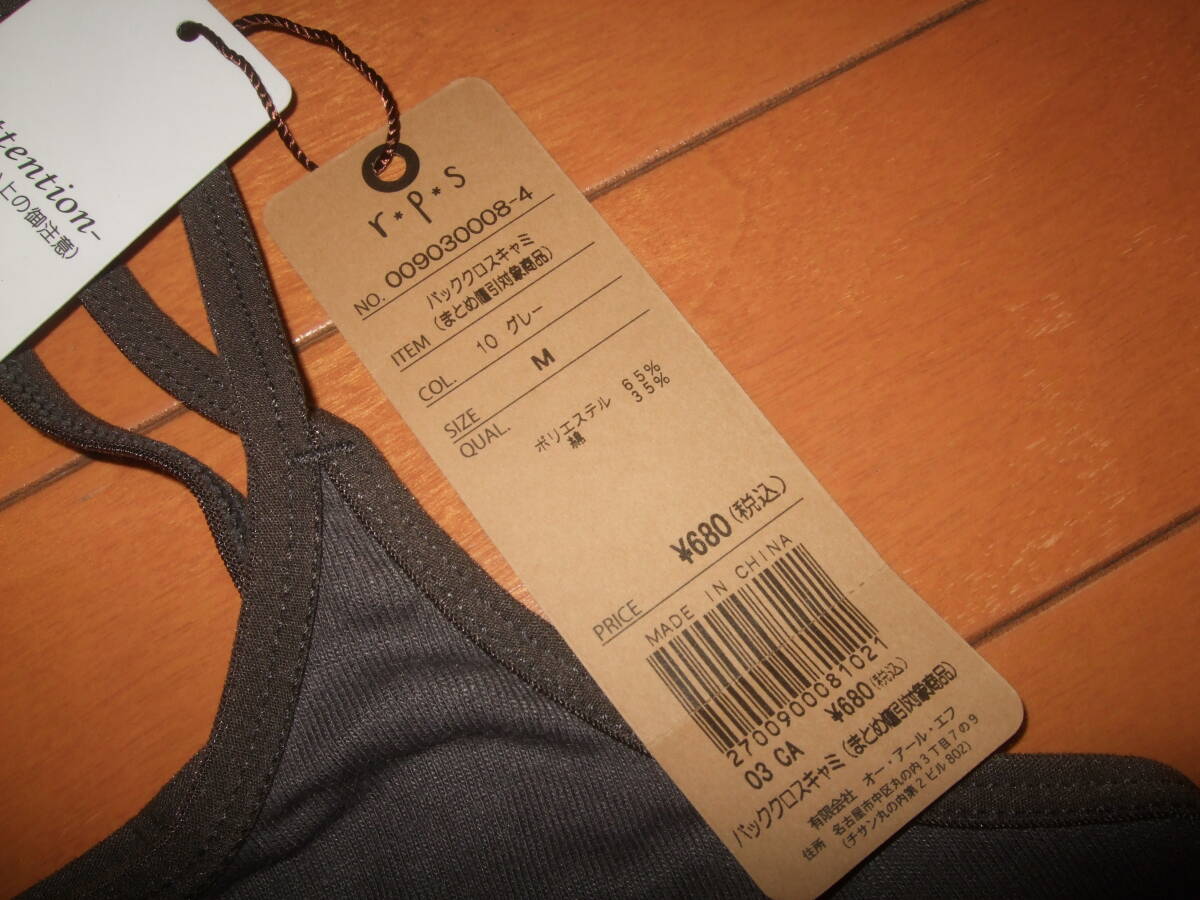 ttention-
上の御注意)
r*p*s
NO. 009030008-4
ITEM バッククロスキャミ
(まとめ値引対象商品)
COL. 10 グレー
SIZE M
QUAL.
ポリエステル 65%
綿 35%
PRICE ¥680(税込)
MADE IN CHINA
2700900081021
03 CA ¥680(税込)
バッククロスキャミ(まとめ値引対象商品)
有限会社 オー・アール・エフ
住所 名古屋市中区丸の内3丁目7の9
(チサン丸の内第2ビル802)